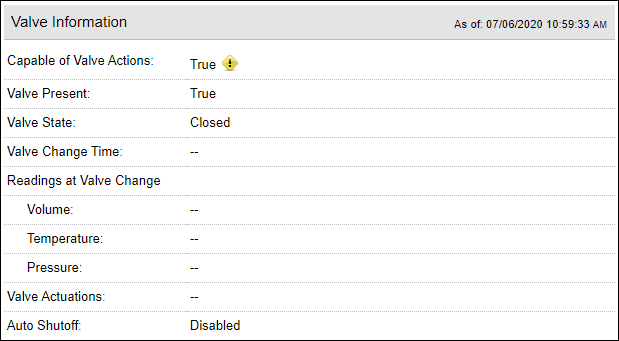 Valve Information As of: 07/06/2020 10:59:33 AM
Capable of Valve Actions: True
Valve Present: True
Valve State: Closed
Valve Change Time: --
Readings at Valve Change
Volume: --
Temperature: --
Pressure: --
Valve Actuations: --
Auto Shutoff: Disabled